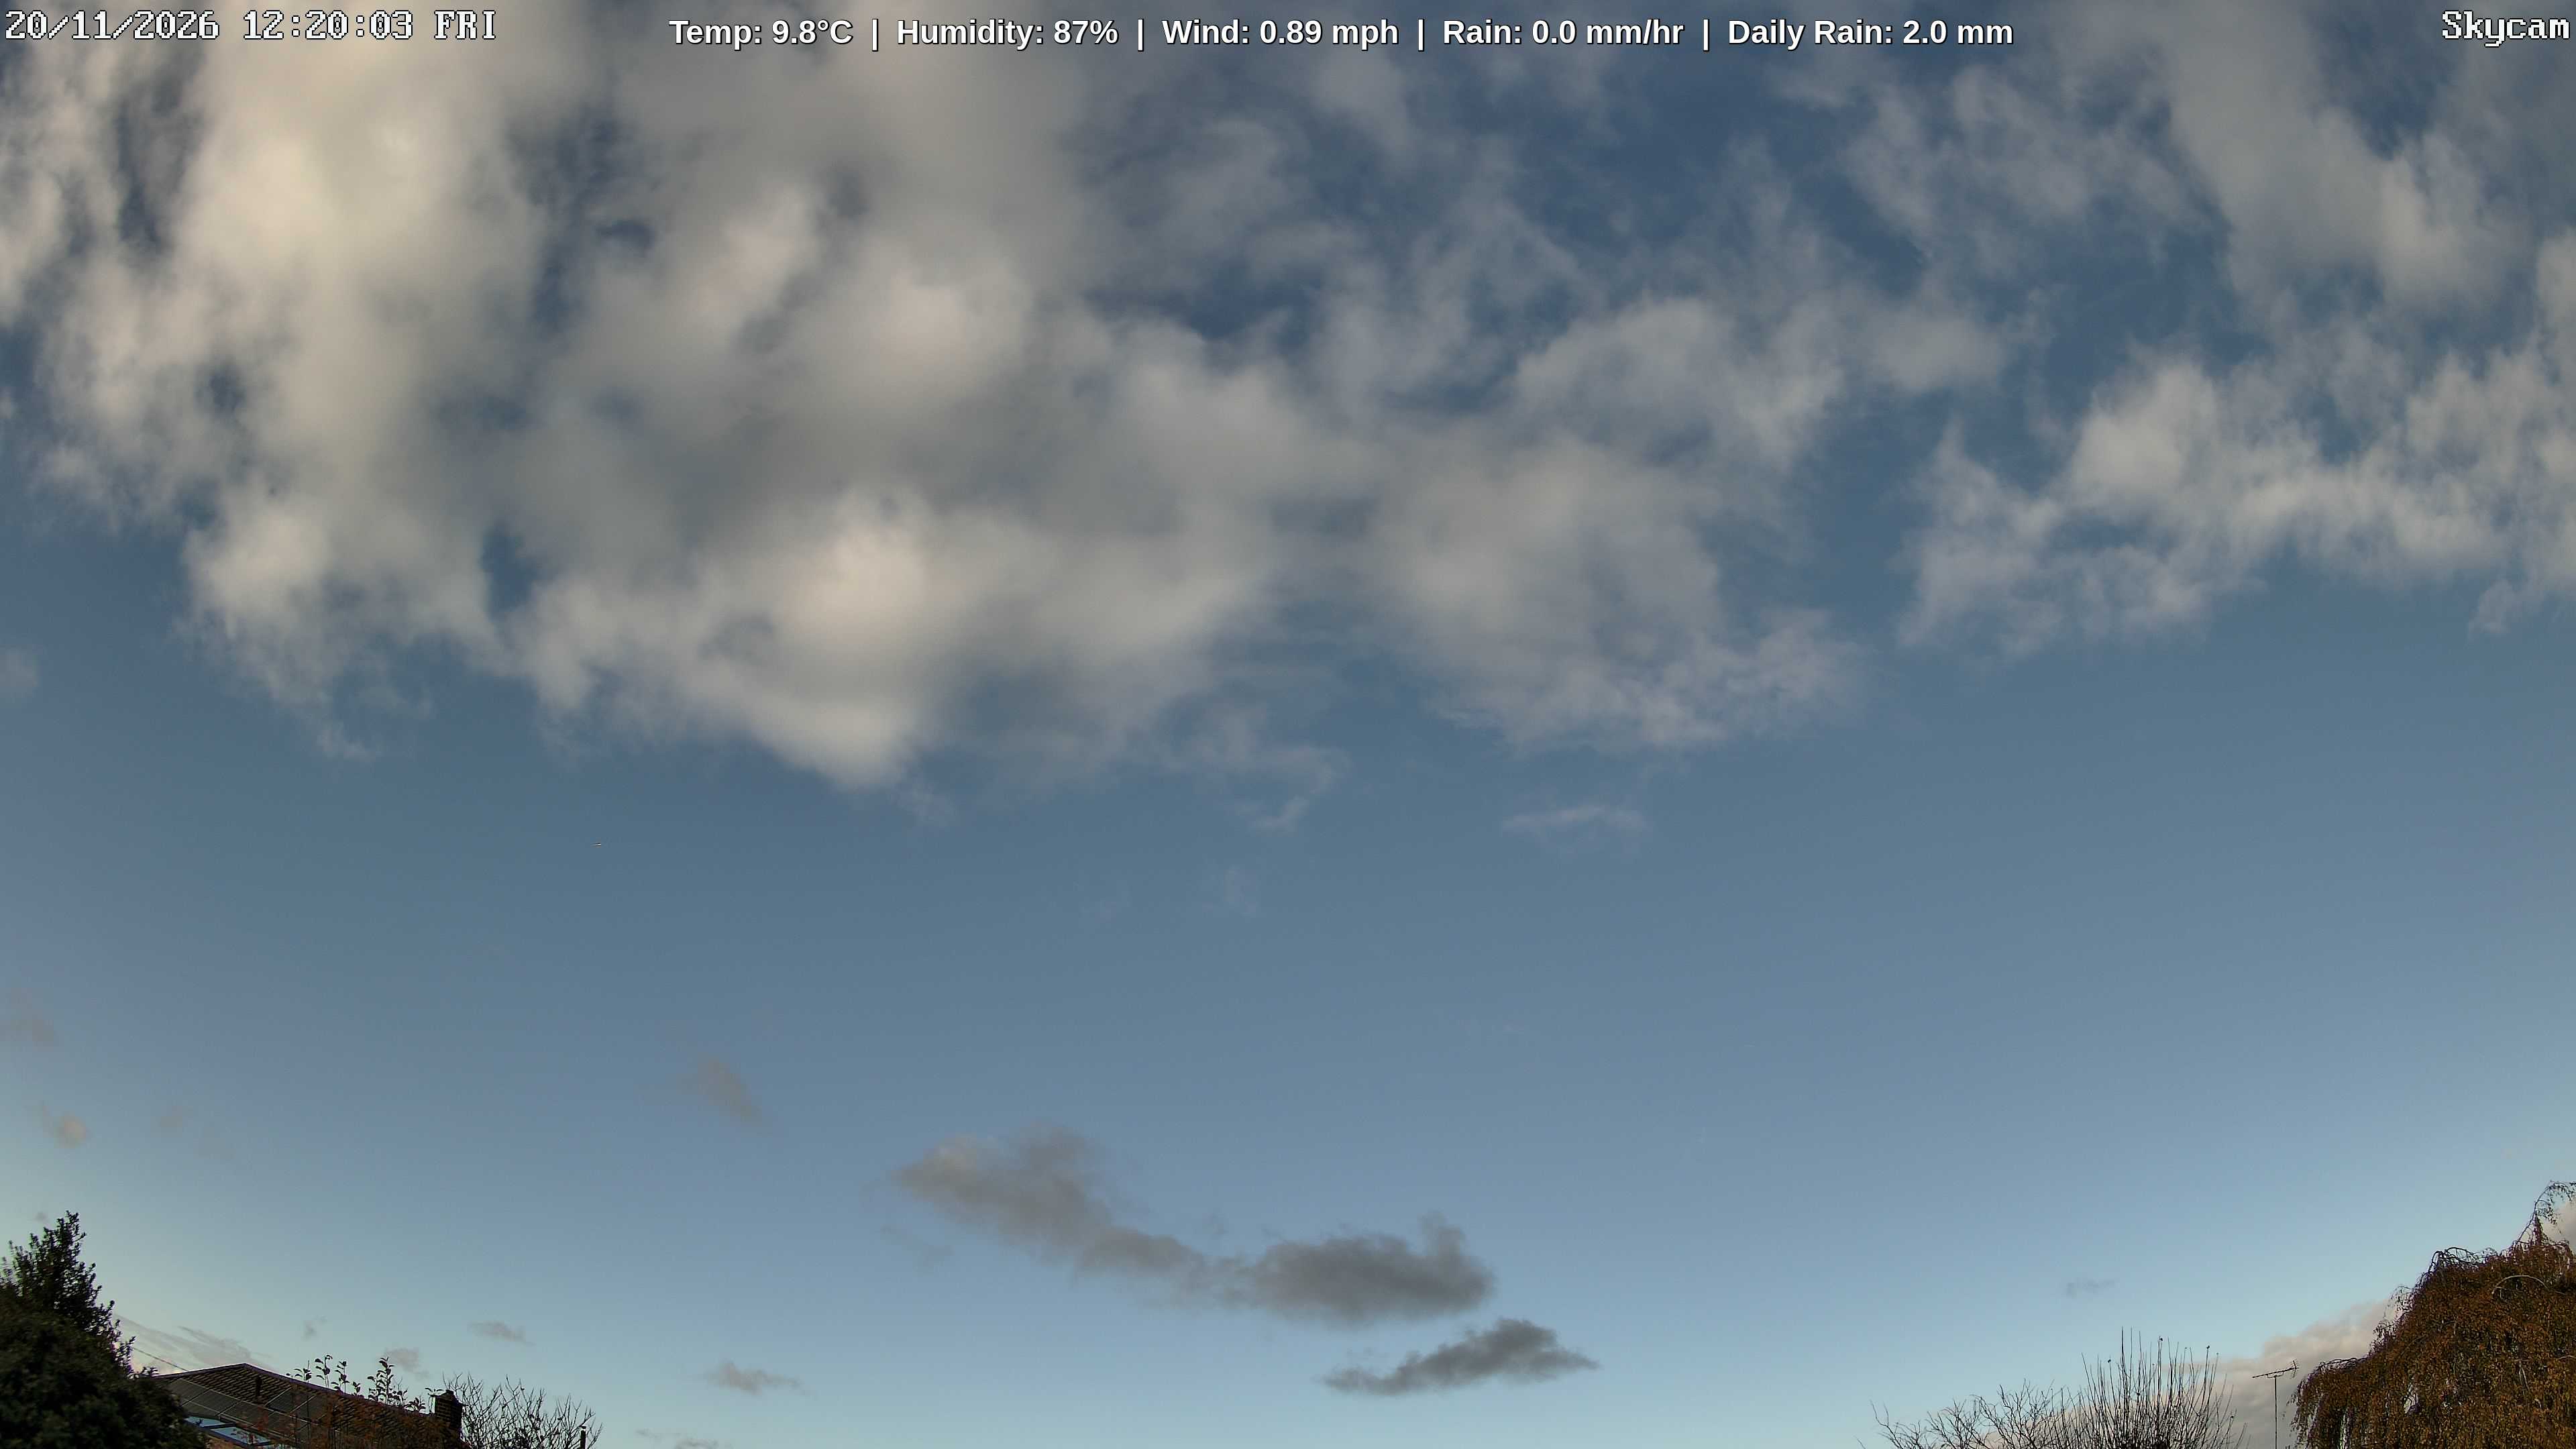 20/11/2026 12:20:03 FRI
Temp: 9.8°C | Humidity: 87% | Wind: 0.89 mph | Rain: 0.0 mm/hr | Daily Rain: 2.0 mm
Skycam